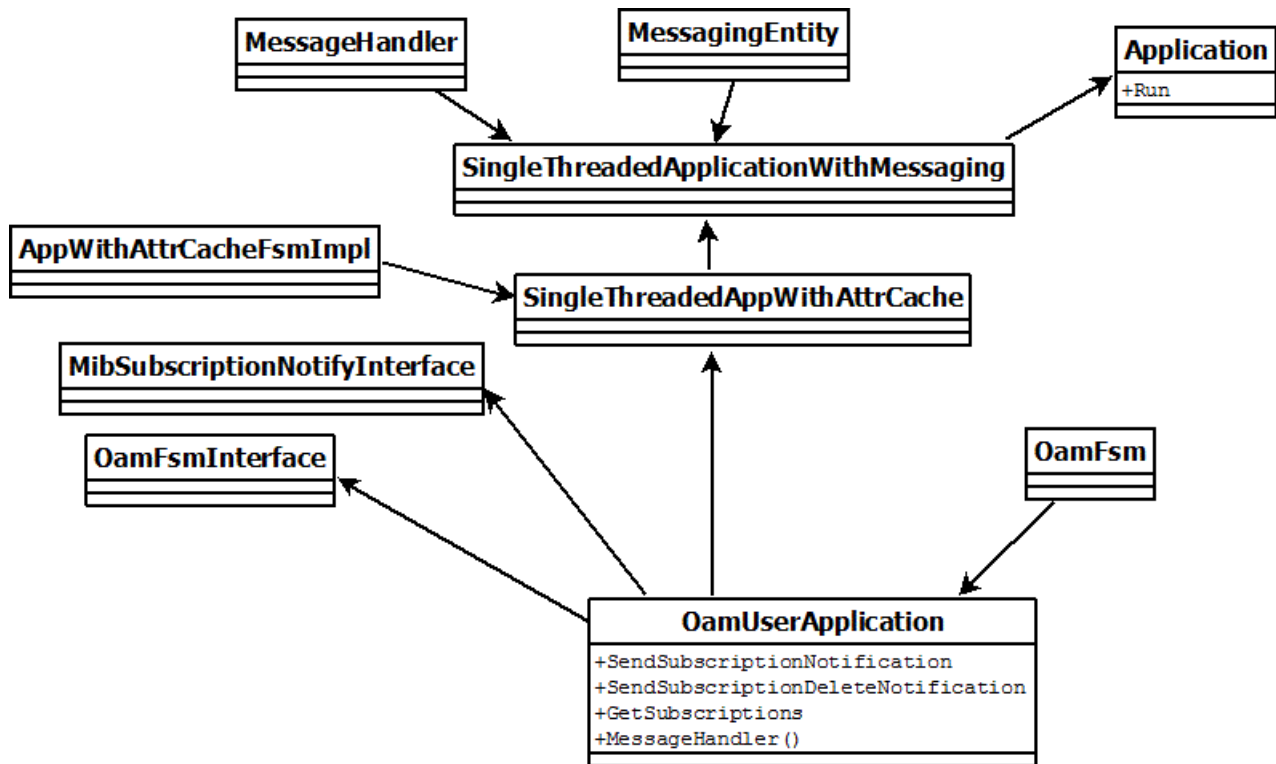 MessageHandler
MessagingEntity
Application
+Run
SingleThreadedApplicationWithMessaging
AppWithAttrCacheFsmImpl
SingleThreadedAppWithAttrCache
MibSubscriptionNotifyInterface
OamFsmInterface
OamFsm
OamUserApplication
+SendSubscriptionNotification
+SendSubscriptionDeleteNotification
+GetSubscriptions
+MessageHandler()